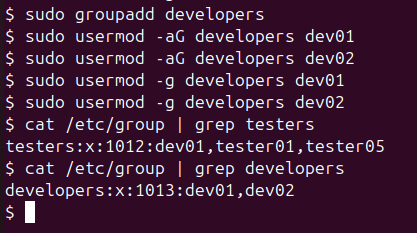 $ sudo groupadd developers
$ sudo usermod -aG developers dev01
$ sudo usermod -aG developers dev02
$ sudo usermod -g developers dev01
$ sudo usermod -g developers dev02
$ cat /etc/group | grep testers
testers:x:1012:dev01,tester01,tester05
$ cat /etc/group | grep developers
developers:x:1013:dev01,dev02
$